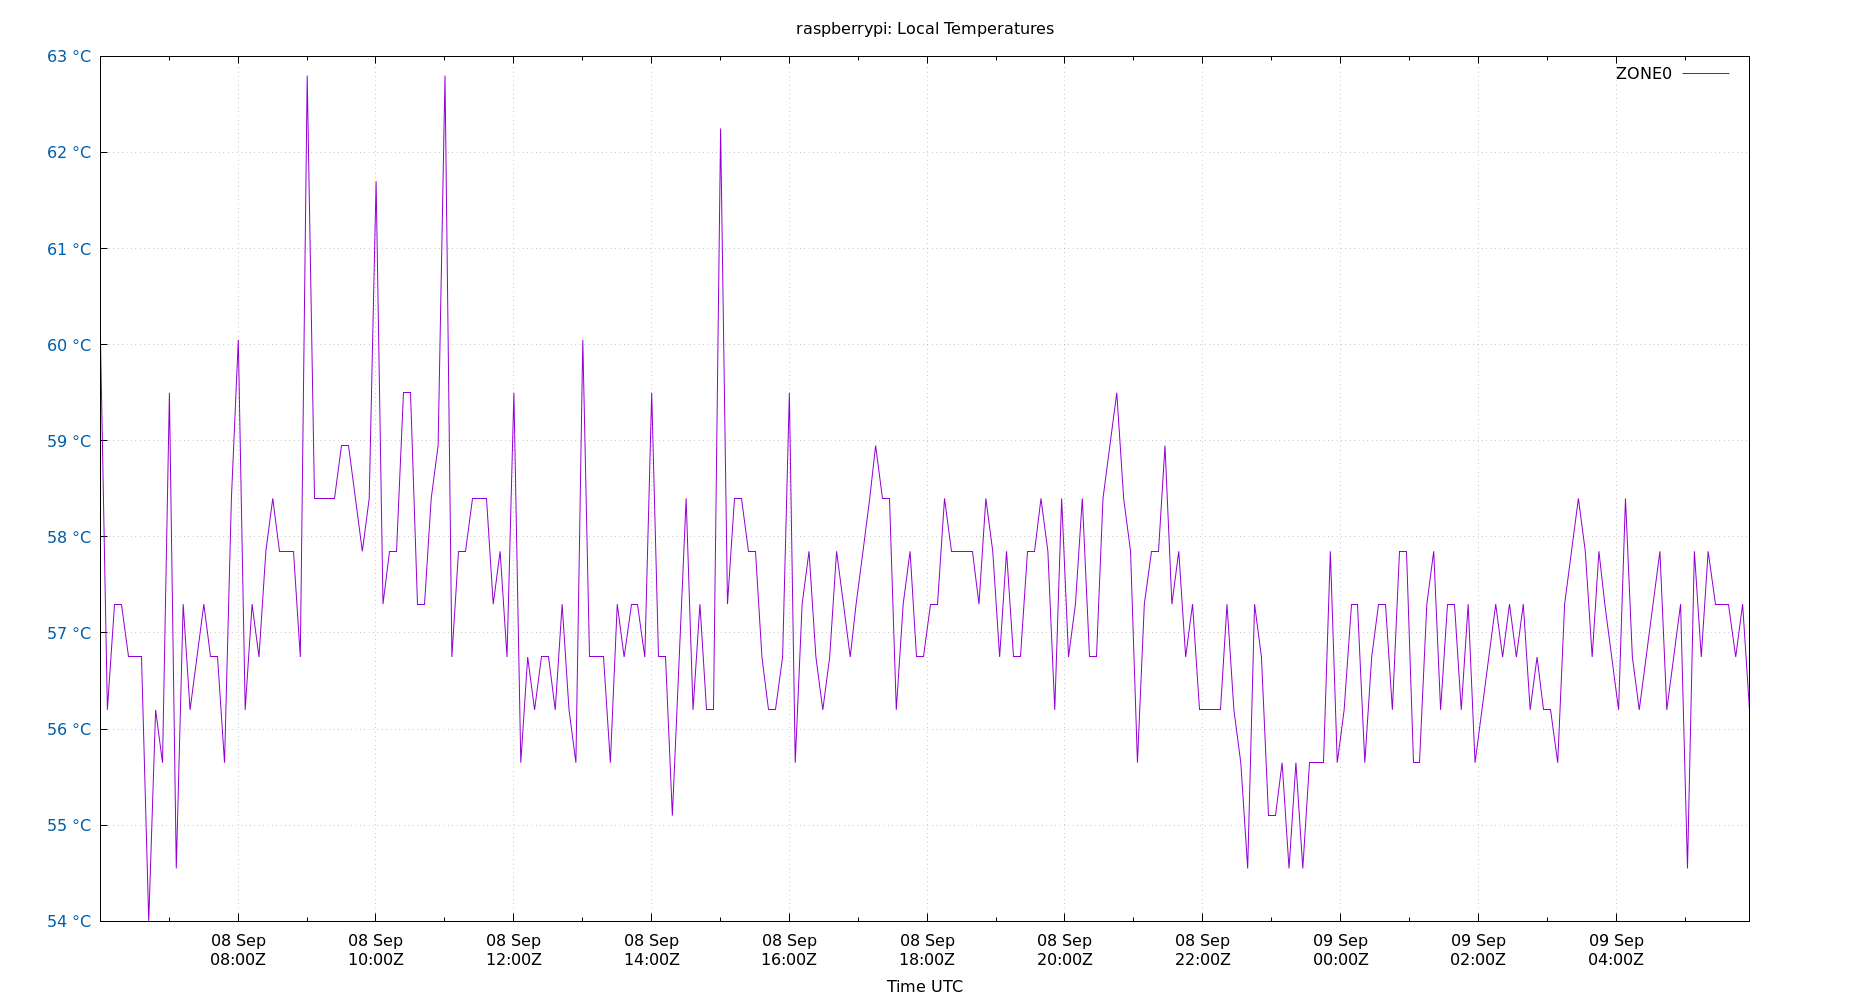 raspberrypi: Local Temperatures
63 °C
ZONE0
62 °C
61 °C
60 °C
59 °C
58 °C
57 °C
56 °C
55 °C
54 °C
08 Sep 08 Sep 08 Sep 08 Sep 08 Sep 08 Sep 08 Sep 08 Sep 09 Sep 09 Sep 09 Sep
08:00Z 10:00Z 12:00Z 14:00Z 16:00Z 18:00Z 20:00Z 22:00Z 00:00Z 02:00Z 04:00Z
Time UTC